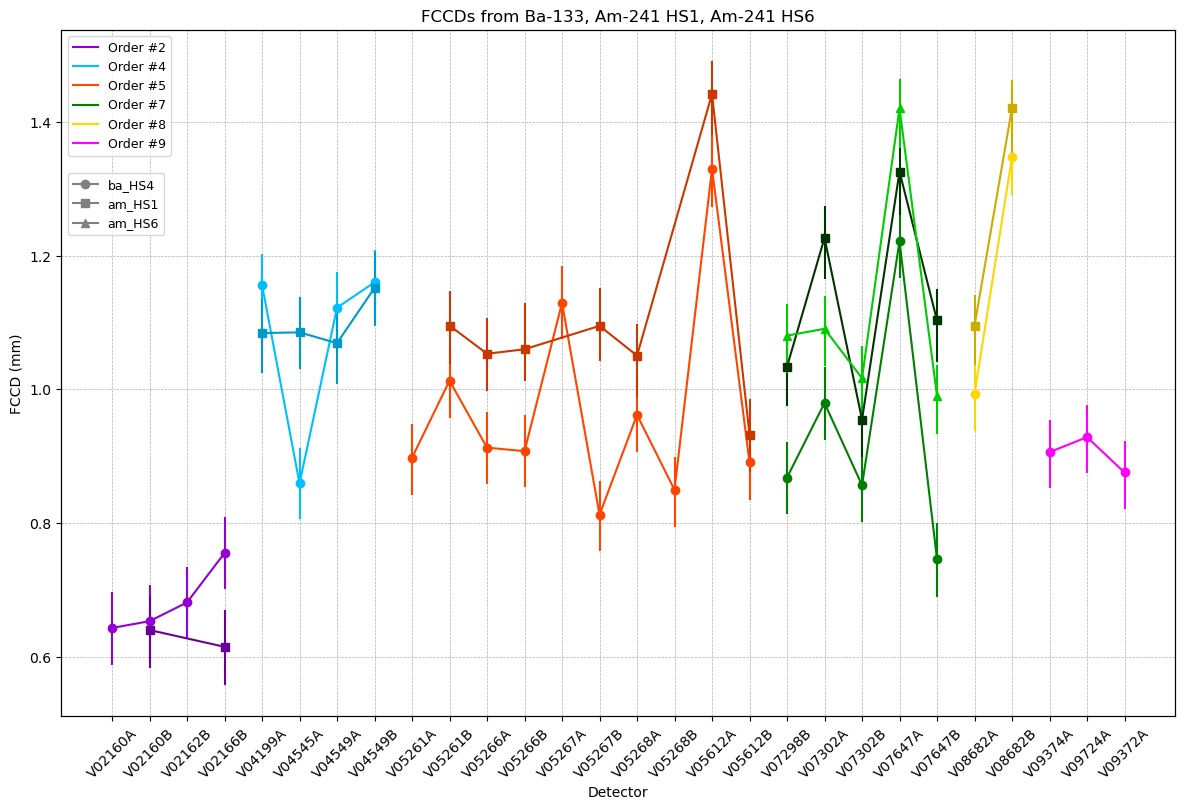 FCCDs from Ba-133, Am-241 HS1, Am-241 HS6
Order #2
Order #4
Order #5
Order #7
Order #8
Order #9
ba_HS4
am_HS1
am_HS6
FCCD (mm)
1.4
1.2
1.0
0.8
0.6
V02160A
V02160B
V02162B
V02166B
V04199A
V04545A
V04549A
V04549B
V05261A
V05261B
V05266A
V05266B
V05267A
V05267B
V05268A
V05268B
V05612A
V05612B
V07298B
V07302A
V07302B
V07647A
V07647B
V08682A
V08682B
V09374A
V09724A
V09372A
Detector